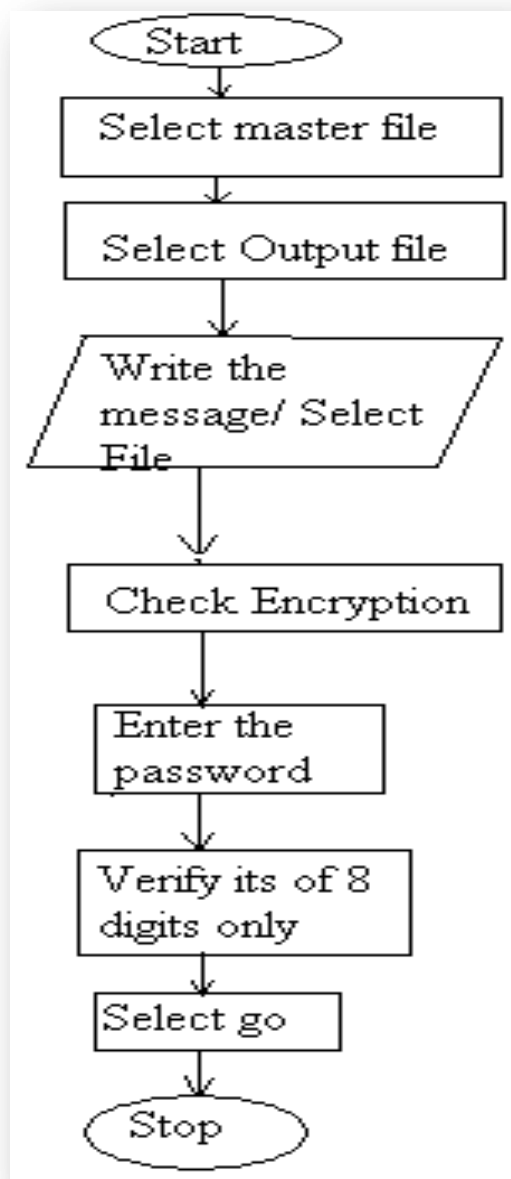 Start
Select master file
Select Output file
Write the
message/ Select
File
Check Encryption
Enter the
password
Verify its of 8
digits only
Select go
Stop